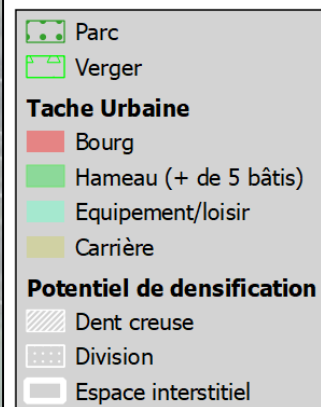 Parc
Verger
Tache Urbaine
Bourg
Hameau (+ de 5 bâtis)
Equipement/loisir
Carrière
Potentiel de densification
Dent creuse
Division
Espace interstitiel